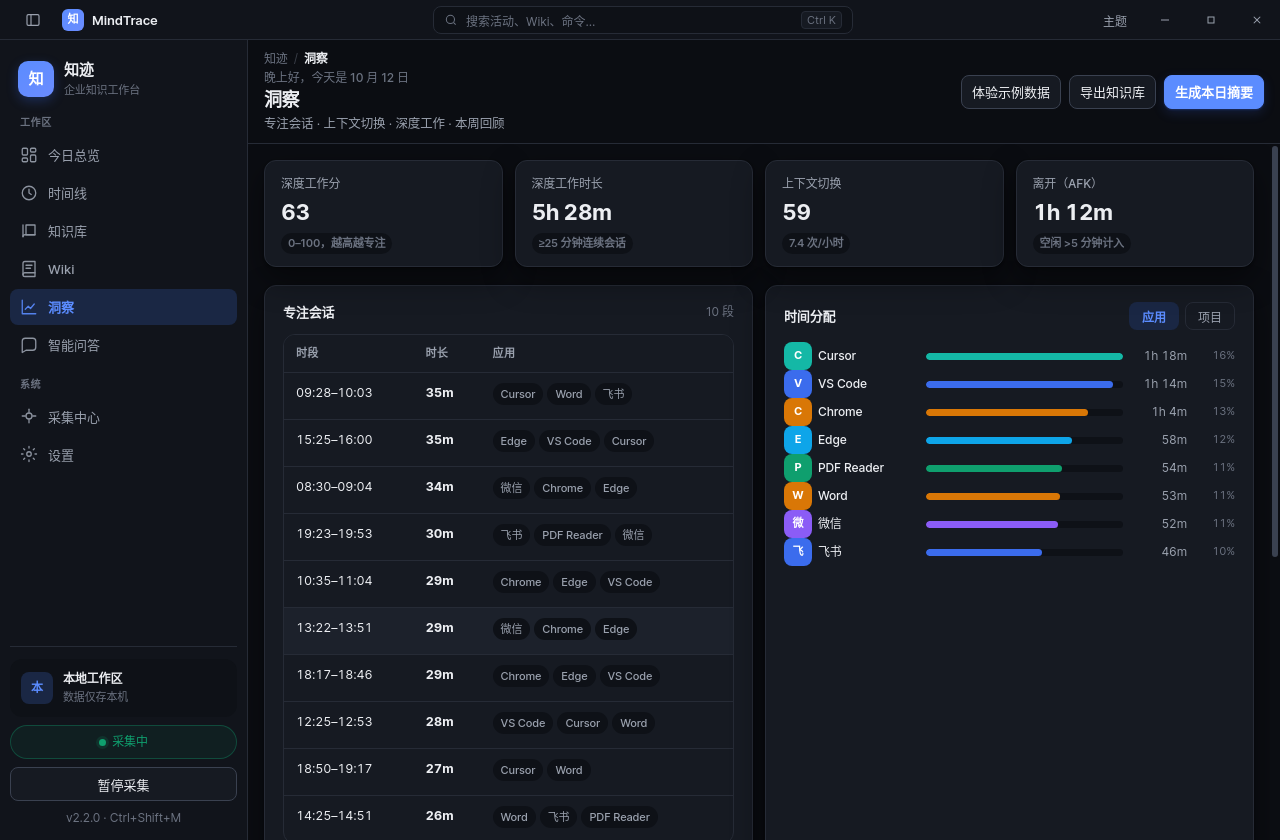 知 MindTrace
搜索活动、Wiki、命令... Ctrl K
主题
知 知迹
企业知识工作台
工作区
今日总览
时间线
知识库
Wiki
洞察
智能问答
系统
采集中心
设置
本 本地工作区
数据仅存本机
采集中
暂停采集
v2.2.0 · Ctrl+Shift+M
知迹 / 洞察
晚上好，今天是 10 月 12 日
洞察
专注会话 · 上下文切换 · 深度工作 · 本周回顾
体验示例数据 导出知识库 生成本日摘要
深度工作分
63
0–100，越高越专注
深度工作时长
5h 28m
≥25 分钟连续会话
上下文切换
59
7.4 次/小时
离开（AFK）
1h 12m
空闲 >5 分钟计入
专注会话 10 段
时段 时长 应用
09:28–10:03 35m Cursor Word 飞书
15:25–16:00 35m Edge VS Code Cursor
08:30–09:04 34m 微信 Chrome Edge
19:23–19:53 30m 飞书 PDF Reader 微信
10:35–11:04 29m Chrome Edge VS Code
13:22–13:51 29m 微信 Chrome Edge
18:17–18:46 29m Chrome Edge VS Code
12:25–12:53 28m VS Code Cursor Word
18:50–19:17 27m Cursor Word
14:25–14:51 26m Word 飞书 PDF Reader
时间分配 应用 项目
C Cursor 1h 18m 16%
V VS Code 1h 14m 15%
C Chrome 1h 4m 13%
E Edge 58m 12%
P PDF Reader 54m 11%
W Word 53m 11%
微 微信 52m 11%
飞 飞书 46m 10%